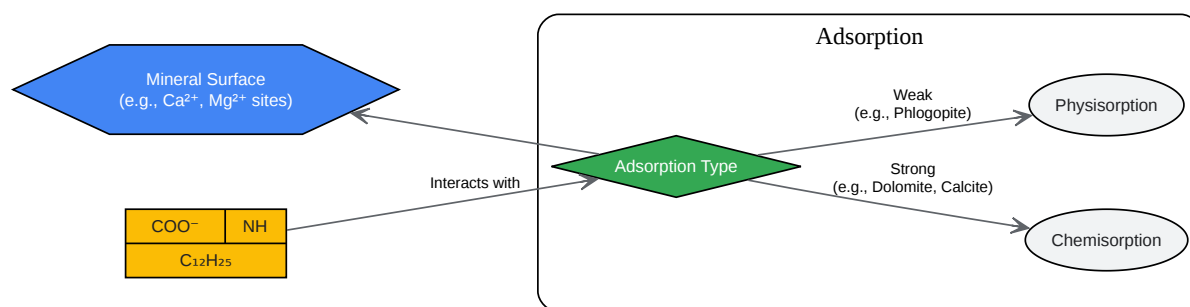 Adsorption
Mineral Surface
(e.g., Ca²⁺, Mg²⁺ sites)
Weak
(e.g., Phlogopite)
Physisorption
Adsorption Type
Interacts with
Strong
(e.g., Dolomite, Calcite)
COO⁻
NH
C₁₂H₂₅
Chemisorption